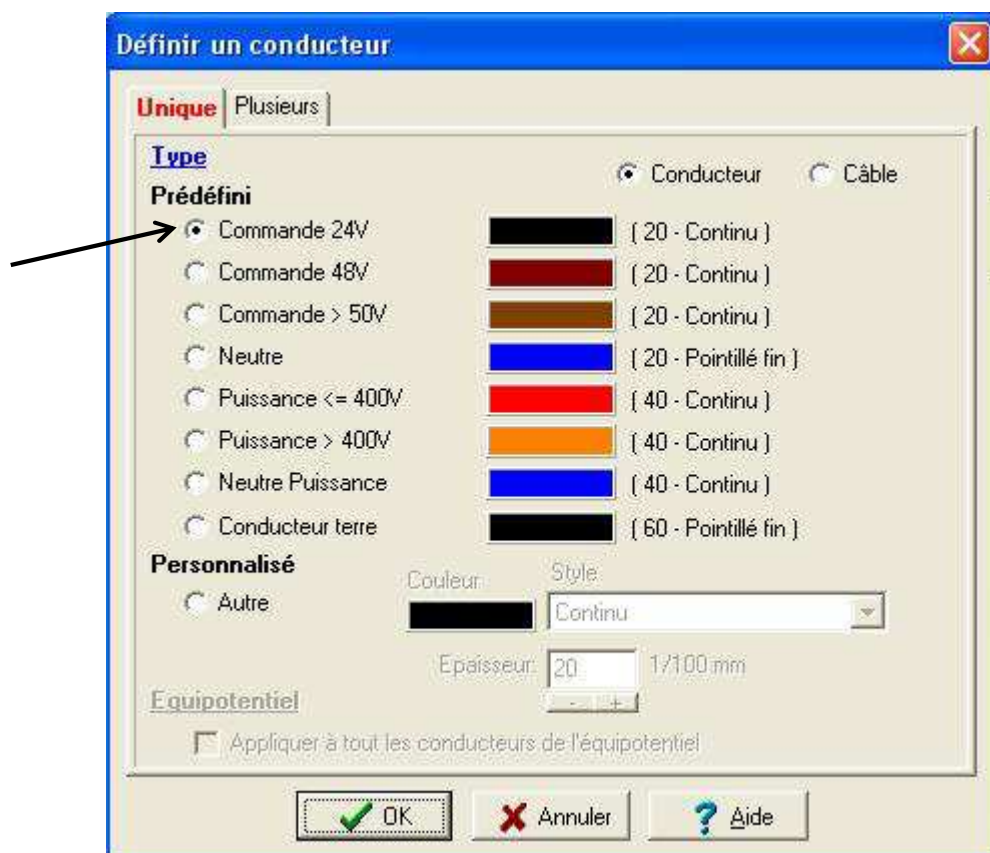 Définir un conducteur
Unique Plusieurs
Type
Conducteur Câble
Prédéfini
Commande 24V ( 20 - Continu )
Commande 48V ( 20 - Continu )
Commande > 50V ( 20 - Continu )
Neutre ( 20 - Pointillé fin )
Puissance <= 400V ( 40 - Continu )
Puissance > 400V ( 40 - Continu )
Neutre Puissance ( 40 - Continu )
Conducteur terre ( 60 - Pointillé fin )
Personnalisé
Couleur Style
Autre Continu
Epaisseur: 20 1/100 mm
- +
Equipotentiel
Appliquer à tout les conducteurs de l'équipotentiel
OK Annuler ? Aide